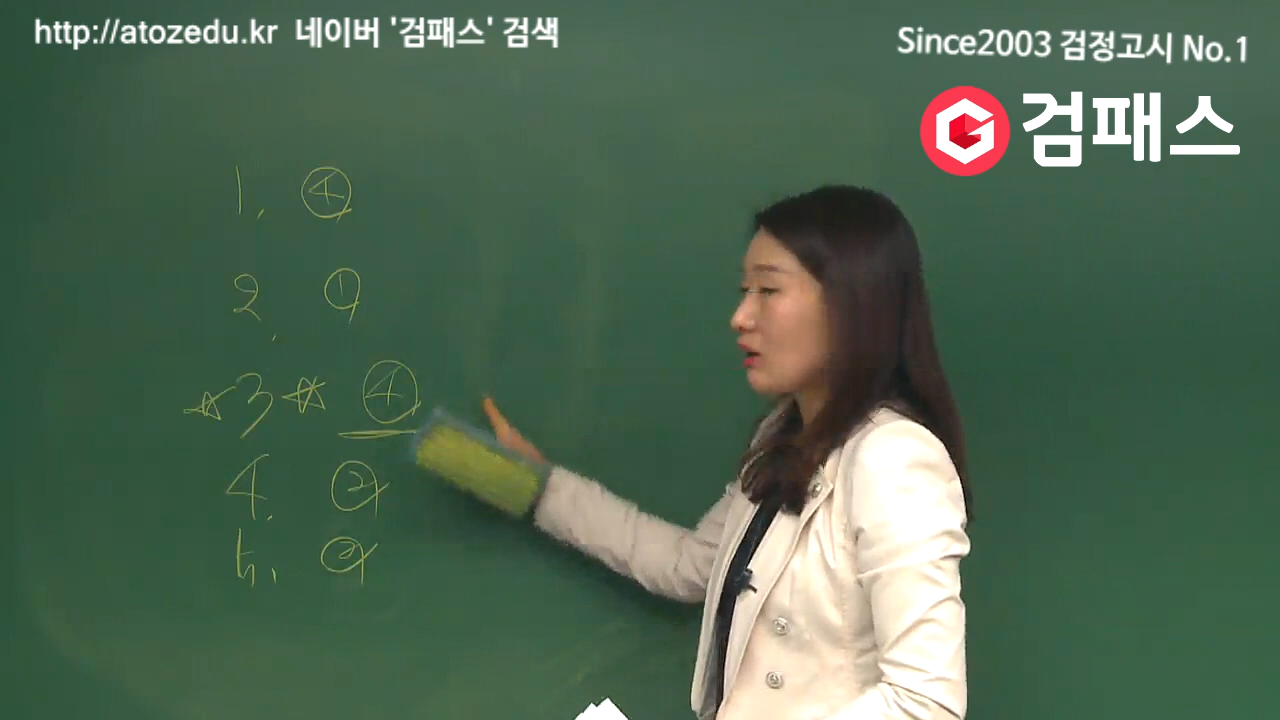 http://atozedu.kr 네이버 '검패스' 검색
Since2003 검정고시 No.1
검패스
1. ④
2. ①
☆3☆ ④
4. ②
5. ②